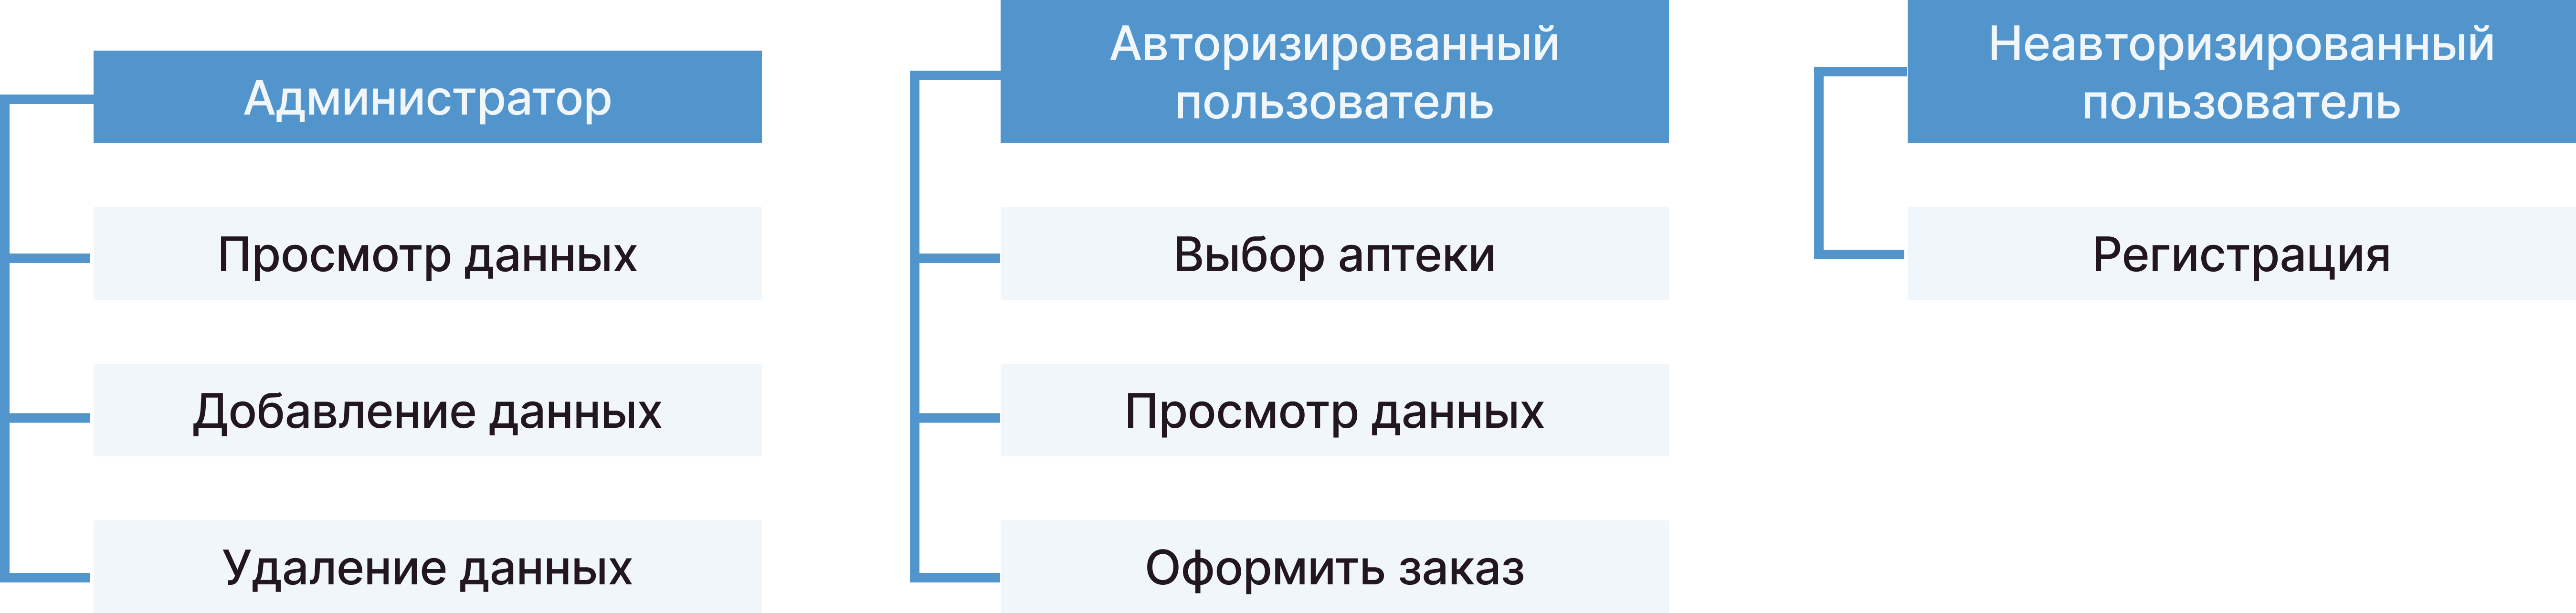 Администратор
Просмотр данных
Добавление данных
Удаление данных
Авторизированный
пользователь
Выбор аптеки
Просмотр данных
Оформить заказ
Неавторизированный
пользователь
Регистрация